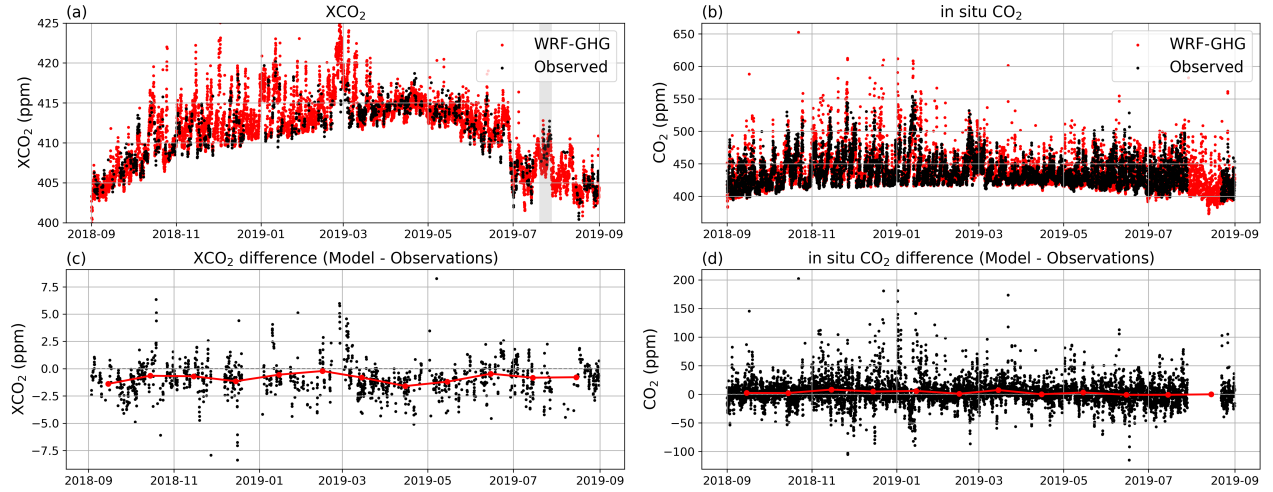 (a) XCO₂
XCO₂ (ppm)
425
420
415
410
405
400
WRF-GHG
Observed
2018-09 2018-11 2019-01 2019-03 2019-05 2019-07 2019-09
(b) in situ CO₂
CO₂ (ppm)
650
600
550
500
450
400
WRF-GHG
Observed
2018-09 2018-11 2019-01 2019-03 2019-05 2019-07 2019-09
(c) XCO₂ difference (Model - Observations)
XCO₂ (ppm)
7.5
5.0
2.5
0.0
−2.5
−5.0
−7.5
2018-09 2018-11 2019-01 2019-03 2019-05 2019-07 2019-09
(d) in situ CO₂ difference (Model - Observations)
CO₂ (ppm)
200
150
100
50
0
−50
−100
2018-09 2018-11 2019-01 2019-03 2019-05 2019-07 2019-09